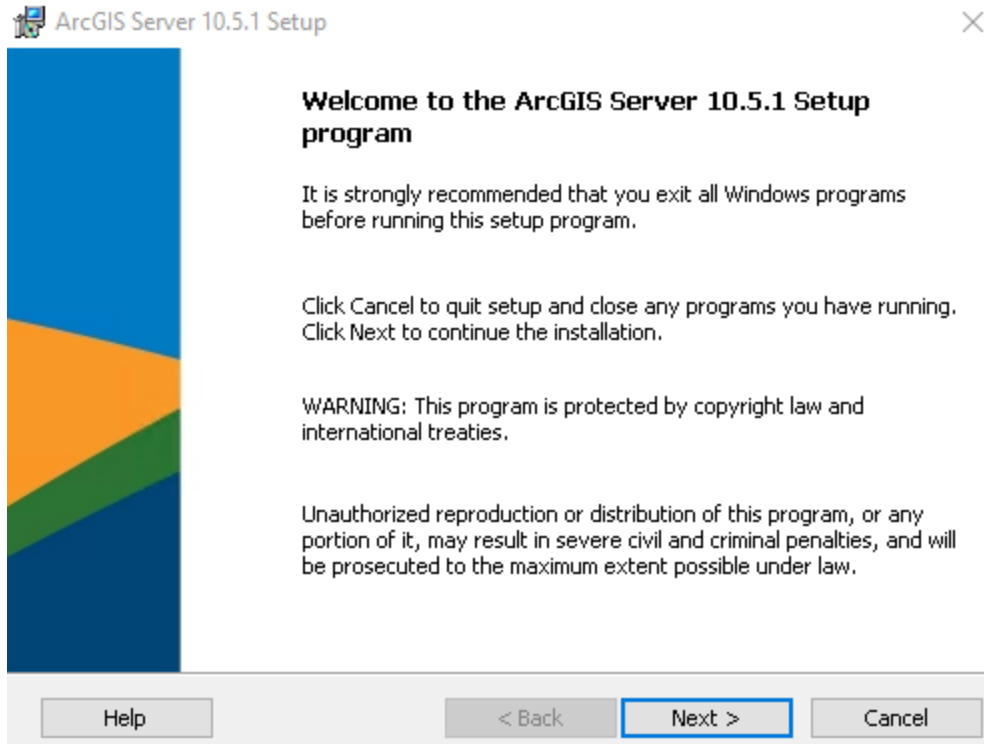 ArcGIS Server 10.5.1 Setup
Welcome to the ArcGIS Server 10.5.1 Setup
program
It is strongly recommended that you exit all Windows programs
before running this setup program.
Click Cancel to quit setup and close any programs you have running.
Click Next to continue the installation.
WARNING: This program is protected by copyright law and
international treaties.
Unauthorized reproduction or distribution of this program, or any
portion of it, may result in severe civil and criminal penalties, and will
be prosecuted to the maximum extent possible under law.
Help < Back Next > Cancel